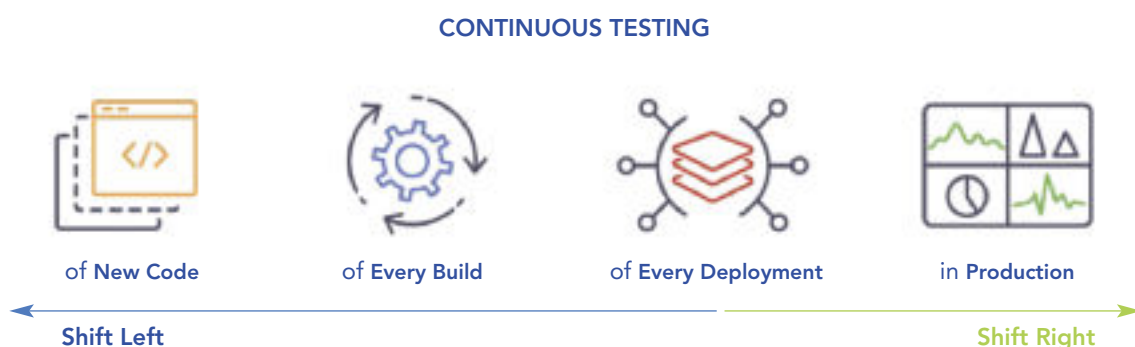 CONTINUOUS TESTING
</>
of New Code
of Every Build
of Every Deployment
in Production
Shift Left
Shift Right